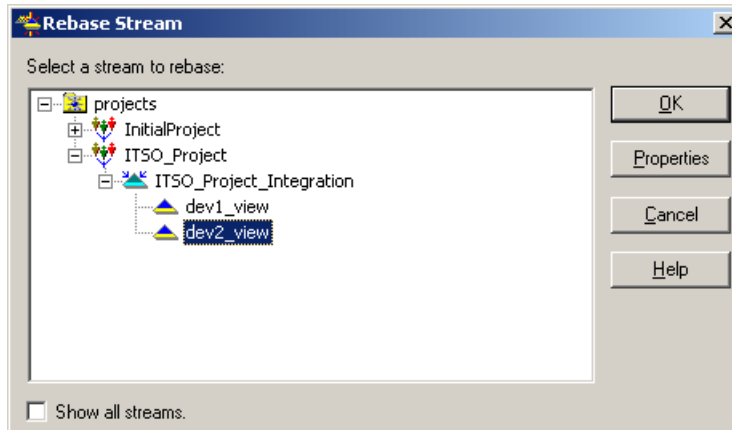 Rebase Stream
Select a stream to rebase:
projects
InitialProject
ITSO_Project
ITSO_Project_Integration
dev1_view
dev2_view
OK
Properties
Cancel
Help
Show all streams.